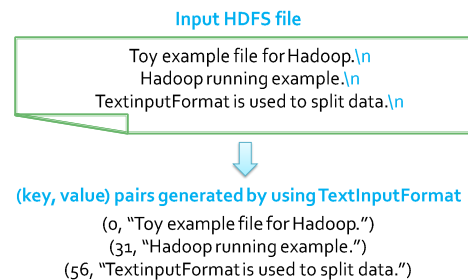 Input HDFS file
Toy example file for Hadoop.\n
Hadoop running example.\n
TextinputFormat is used to split data.\n
(key, value) pairs generated by using TextInputFormat
(0, “Toy example file for Hadoop.”)
(31, “Hadoop running example.”)
(56, “TextinputFormat is used to split data.”)